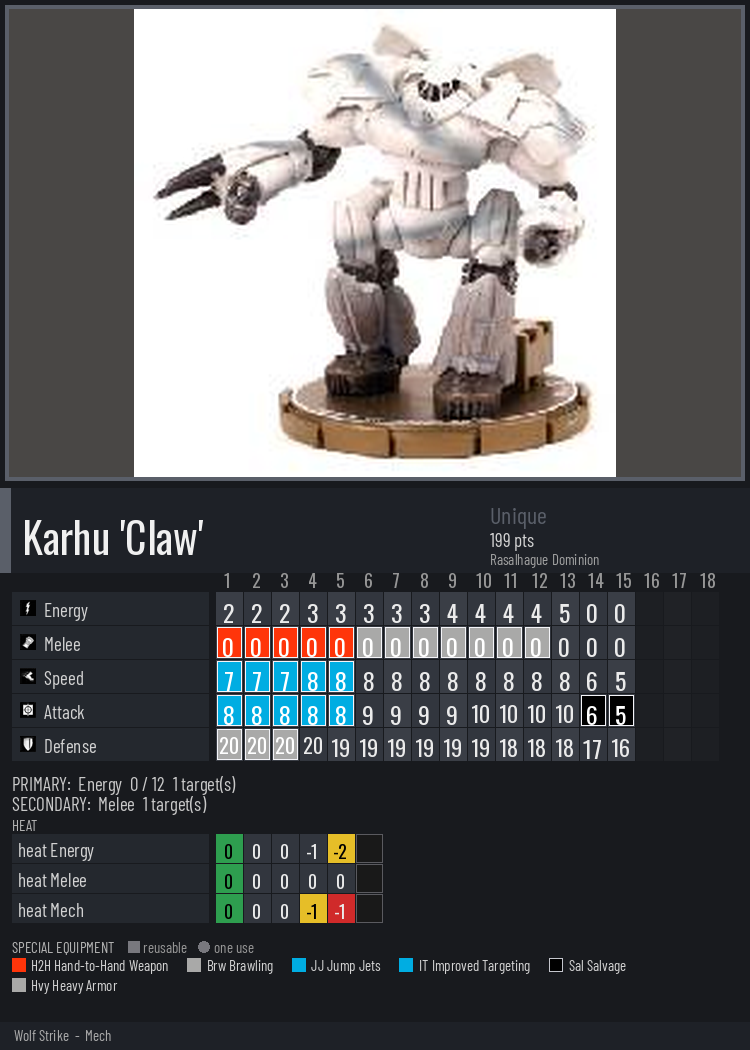 Karhu 'Claw'
Unique
199 pts
Rasalhague Dominion
1 2 3 4 5 6 7 8 9 10 11 12 13 14 15 16 17 18
Energy 2 2 2 3 3 3 3 3 4 4 4 4 5 0 0
Melee 0 0 0 0 0 0 0 0 0 0 0 0 0 0 0
Speed 7 7 7 8 8 8 8 8 8 8 8 8 8 6 5
Attack 8 8 8 8 8 9 9 9 9 10 10 10 10 6 5
Defense 20 20 20 20 19 19 19 19 19 19 18 18 18 17 16
PRIMARY: Energy 0 / 12 1 target(s)
SECONDARY: Melee 1 target(s)
HEAT
heat Energy 0 0 0 -1 -2
heat Melee 0 0 0 0 0
heat Mech 0 0 0 -1 -1
SPECIAL EQUIPMENT reusable one use
H2H Hand-to-Hand Weapon Brw Brawling JJ Jump Jets IT Improved Targeting Sal Salvage
Hvy Heavy Armor
Wolf Strike - Mech